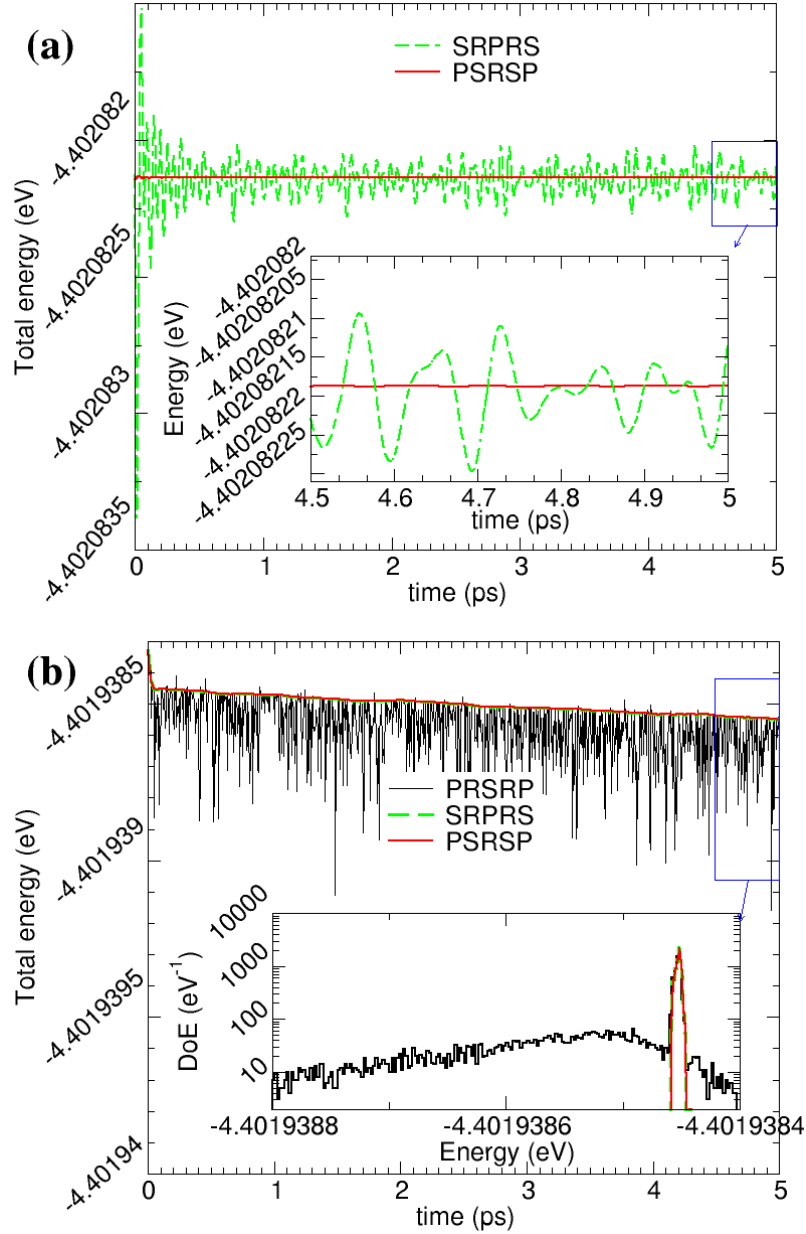 (a)
SRPRS
PSRSP
Total energy (eV)
-4.402082
-4.4020825
-4.402083
-4.4020835
0 1 2 3 4 5
time (ps)
Energy (eV)
-4.402082
-4.40208205
-4.4020821
-4.40208215
-4.4020822
-4.40208225
4.5 4.6 4.7 4.8 4.9 5
time (ps)
(b)
PRSRP
SRPRS
PSRSP
Total energy (eV)
-4.4019385
-4.401939
-4.4019395
-4.40194
0 1 2 3 4 5
time (ps)
DoE (eV⁻¹)
10000
1000
100
10
-4.4019388 -4.4019386 -4.4019384
Energy (eV)